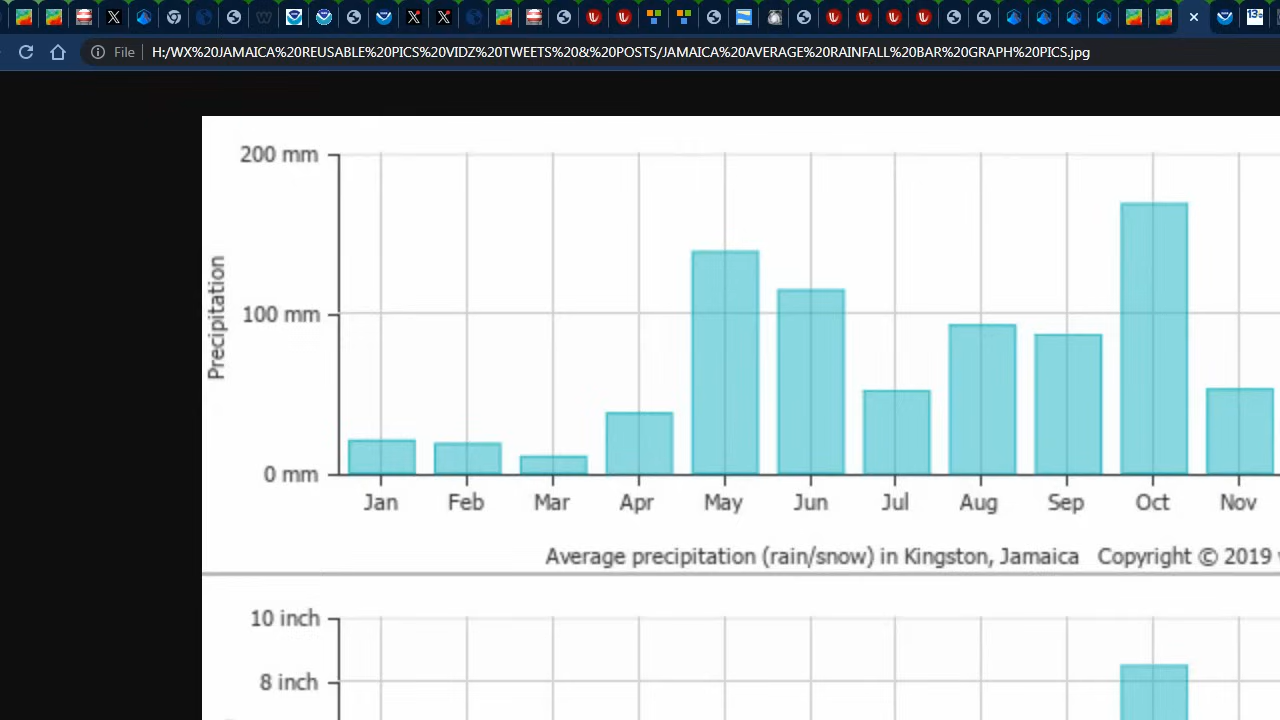 File H:/WX%20JAMAICA%20REUSABLE%20PICS%20VIDZ%20TWEETS%20&%20POSTS/JAMAICA%20AVERAGE%20RAINFALL%20BAR%20GRAPH%20PICS.jpg
200 mm
100 mm
0 mm
Precipitation
Jan Feb Mar Apr May Jun Jul Aug Sep Oct Nov
Average precipitation (rain/snow) in Kingston, Jamaica Copyright © 2019
10 inch
8 inch